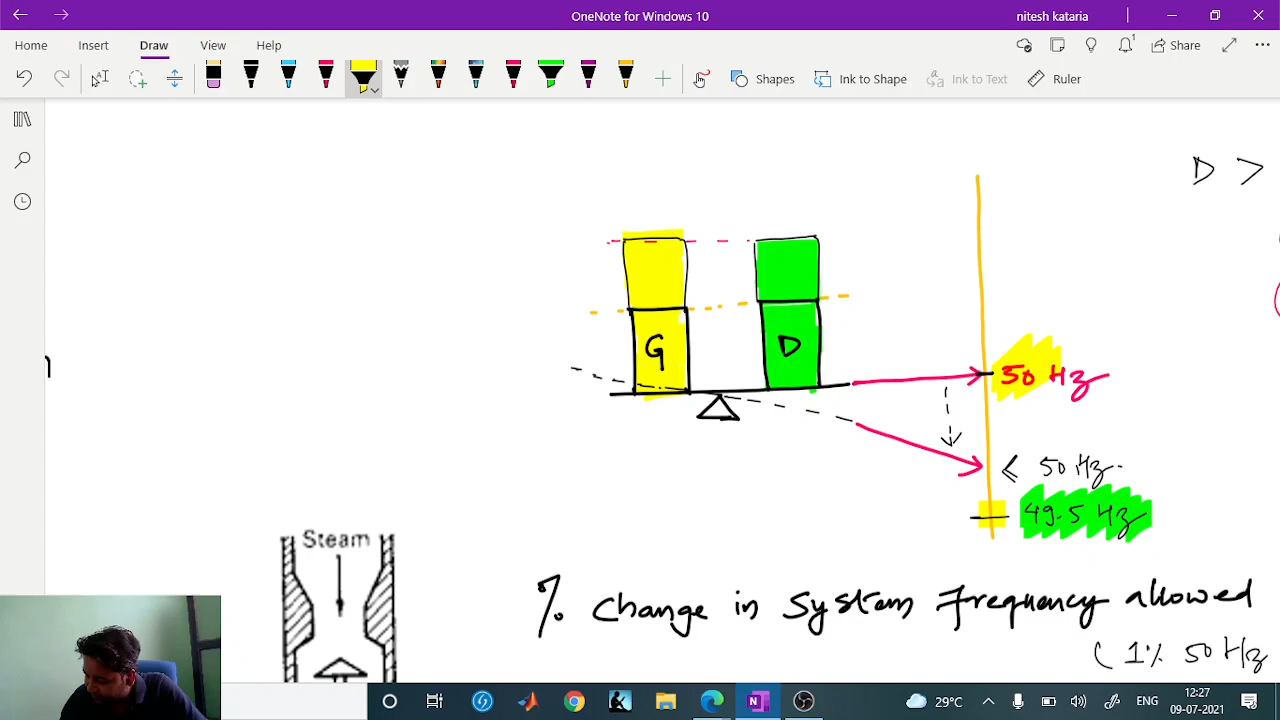 OneNote for Windows 10
nitesh kataria
Home Insert Draw View Help
Share
Shapes
Ink to Shape
Ink to Text
Ruler
D >
G
D
50 Hz
≤ 50 Hz.
49.5 Hz
Steam
% Change in System Frequency allowed
( 1% 50 Hz
29°C
ENG
12:27
09-07-2021